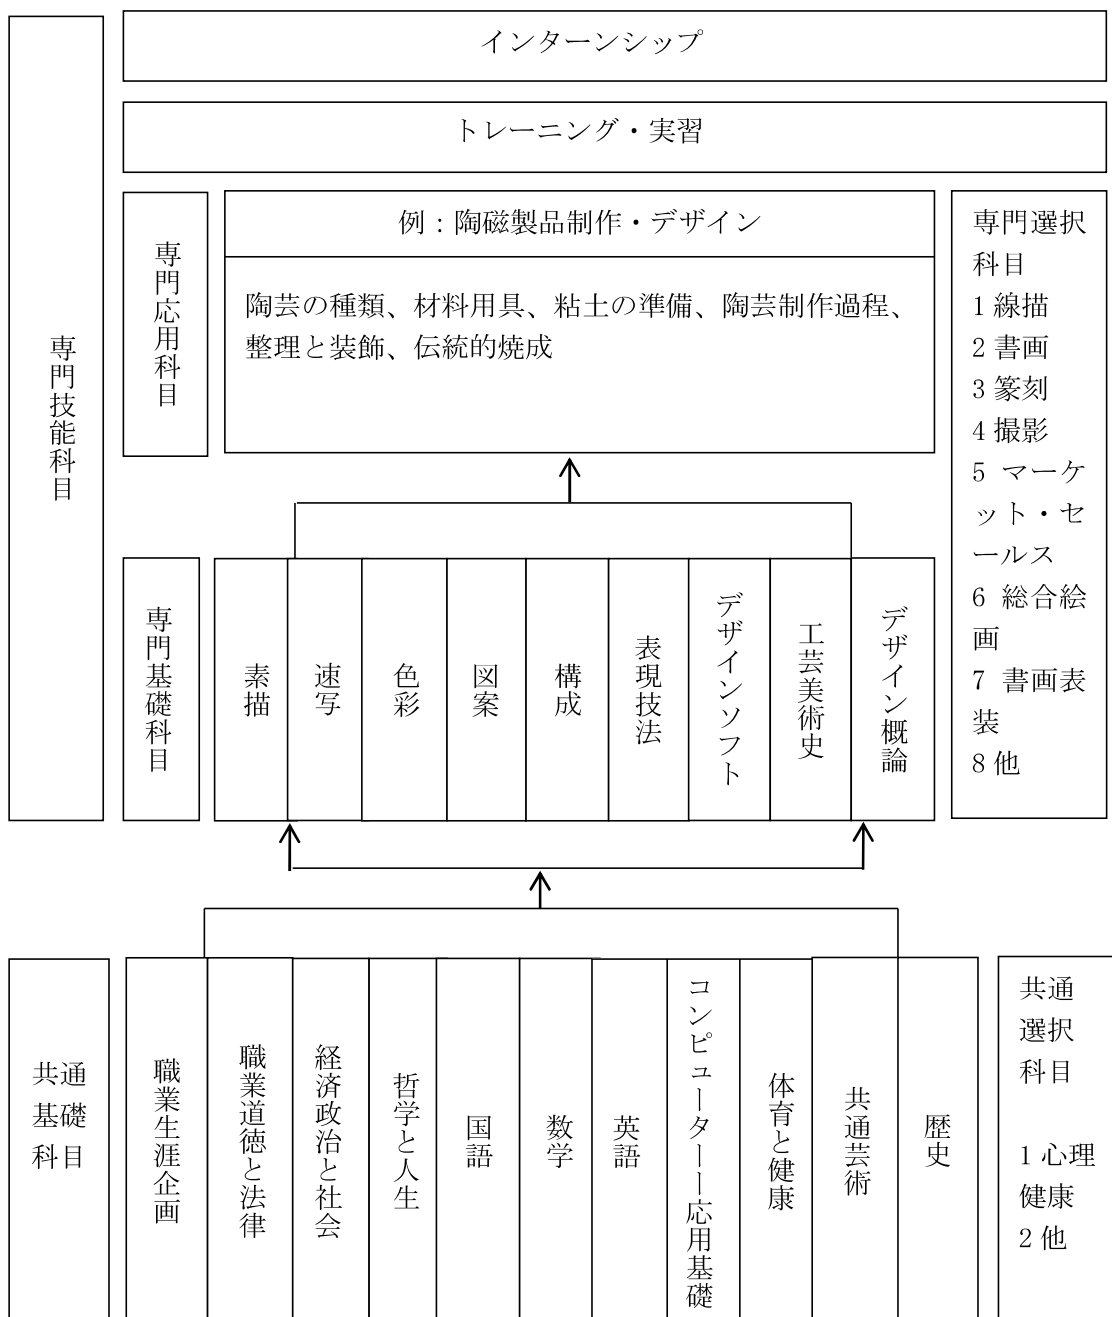 インターンシップ
トレーニング・実習
専門技能科目
専門応用科目
例：陶磁製品制作・デザイン
陶芸の種類、材料用具、粘土の準備、陶芸制作過程、
整理と装飾、伝統的焼成
専門選択
科目
1 線描
2 書画
3 篆刻
4 撮影
5 マーケ
ット・セ
ールス
6 総合絵
画
7 書画表
装
8 他
専門基礎科目
素描
速写
色彩
図案
構成
表現技法
デザインソフト
工芸美術史
デザイン概論
共通
基礎
科目
職業生涯企画
職業道徳と法律
経済政治と社会
哲学と人生
国語
数学
英語
コンピューターー応用基礎
体育と健康
共通芸術
歴史
共通
選択
科目
1 心理
健康
2 他